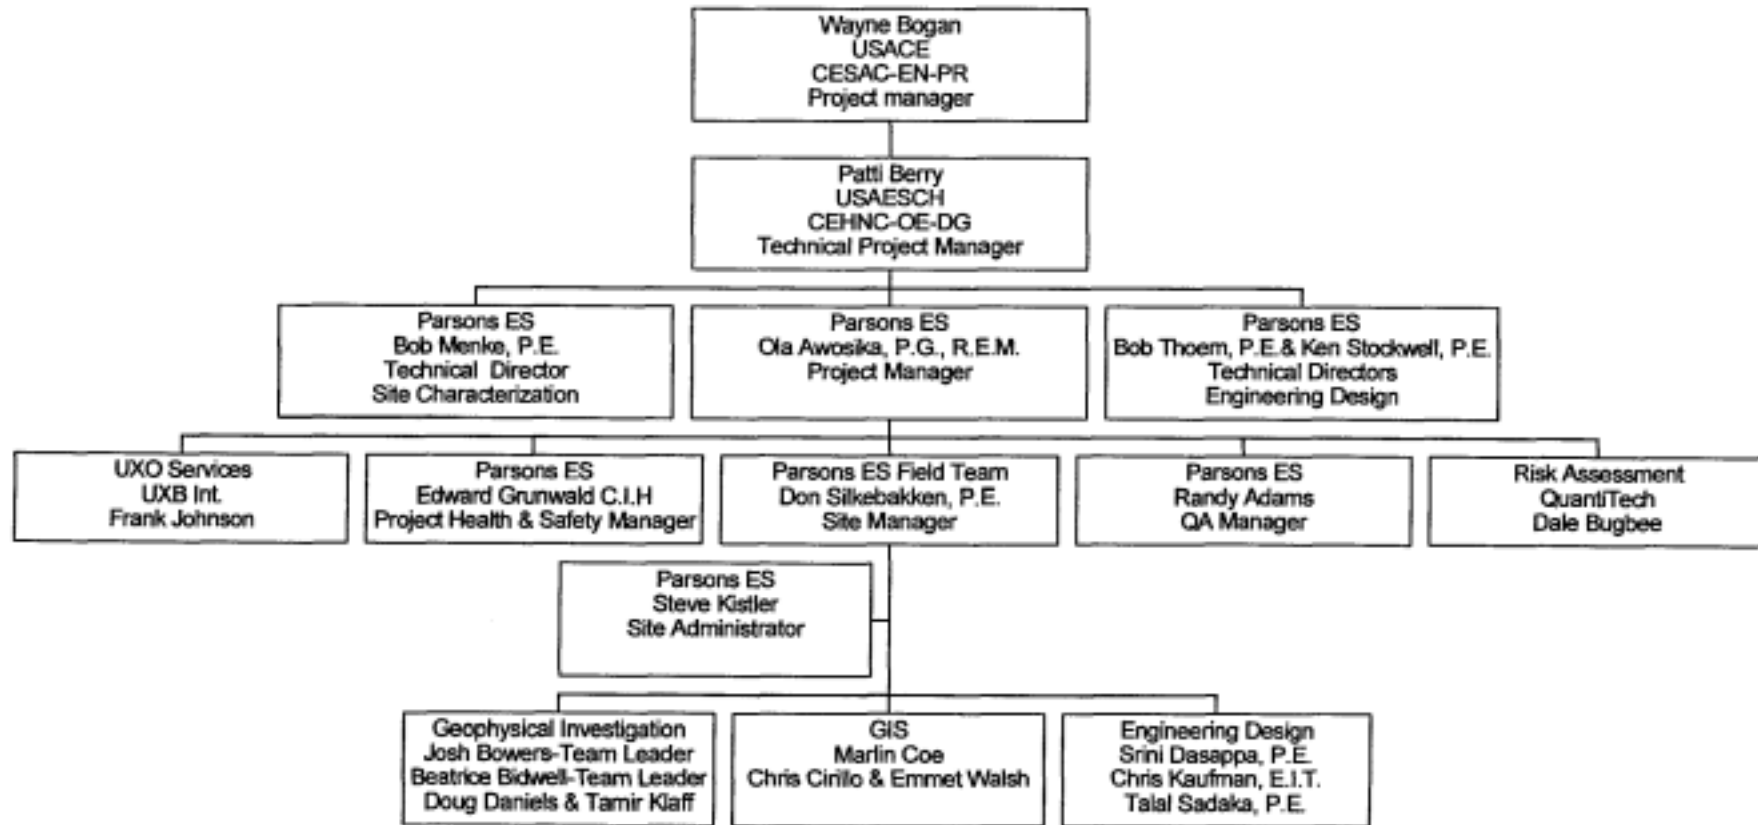 Wayne Bogan
USACE
CESAC-EN-PR
Project manager
Patti Berry
USAESCH
CEHNC-OE-DG
Technical Project Manager
Parsons ES
Bob Menke, P.E.
Technical Director
Site Characterization
Parsons ES
Ola Awosika, P.G., R.E.M.
Project Manager
Parsons ES
Bob Thoem, P.E.& Ken Stockwell, P.E.
Technical Directors
Engineering Design
UXO Services
UXB Int.
Frank Johnson
Parsons ES
Edward Grunwald C.I.H
Project Health & Safety Manager
Parsons ES Field Team
Don Silkebakken, P.E.
Site Manager
Parsons ES
Randy Adams
QA Manager
Risk Assessment
QuantiTech
Dale Bugbee
Parsons ES
Steve Kistler
Site Administrator
Geophysical Investigation
Josh Bowers-Team Leader
Beatrice Bidwell-Team Leader
Doug Daniels & Tamir Klaff
GIS
Marlin Coe
Chris Cirillo & Emmet Walsh
Engineering Design
Srini Dasappa, P.E.
Chris Kaufman, E.I.T.
Talal Sadaka, P.E.